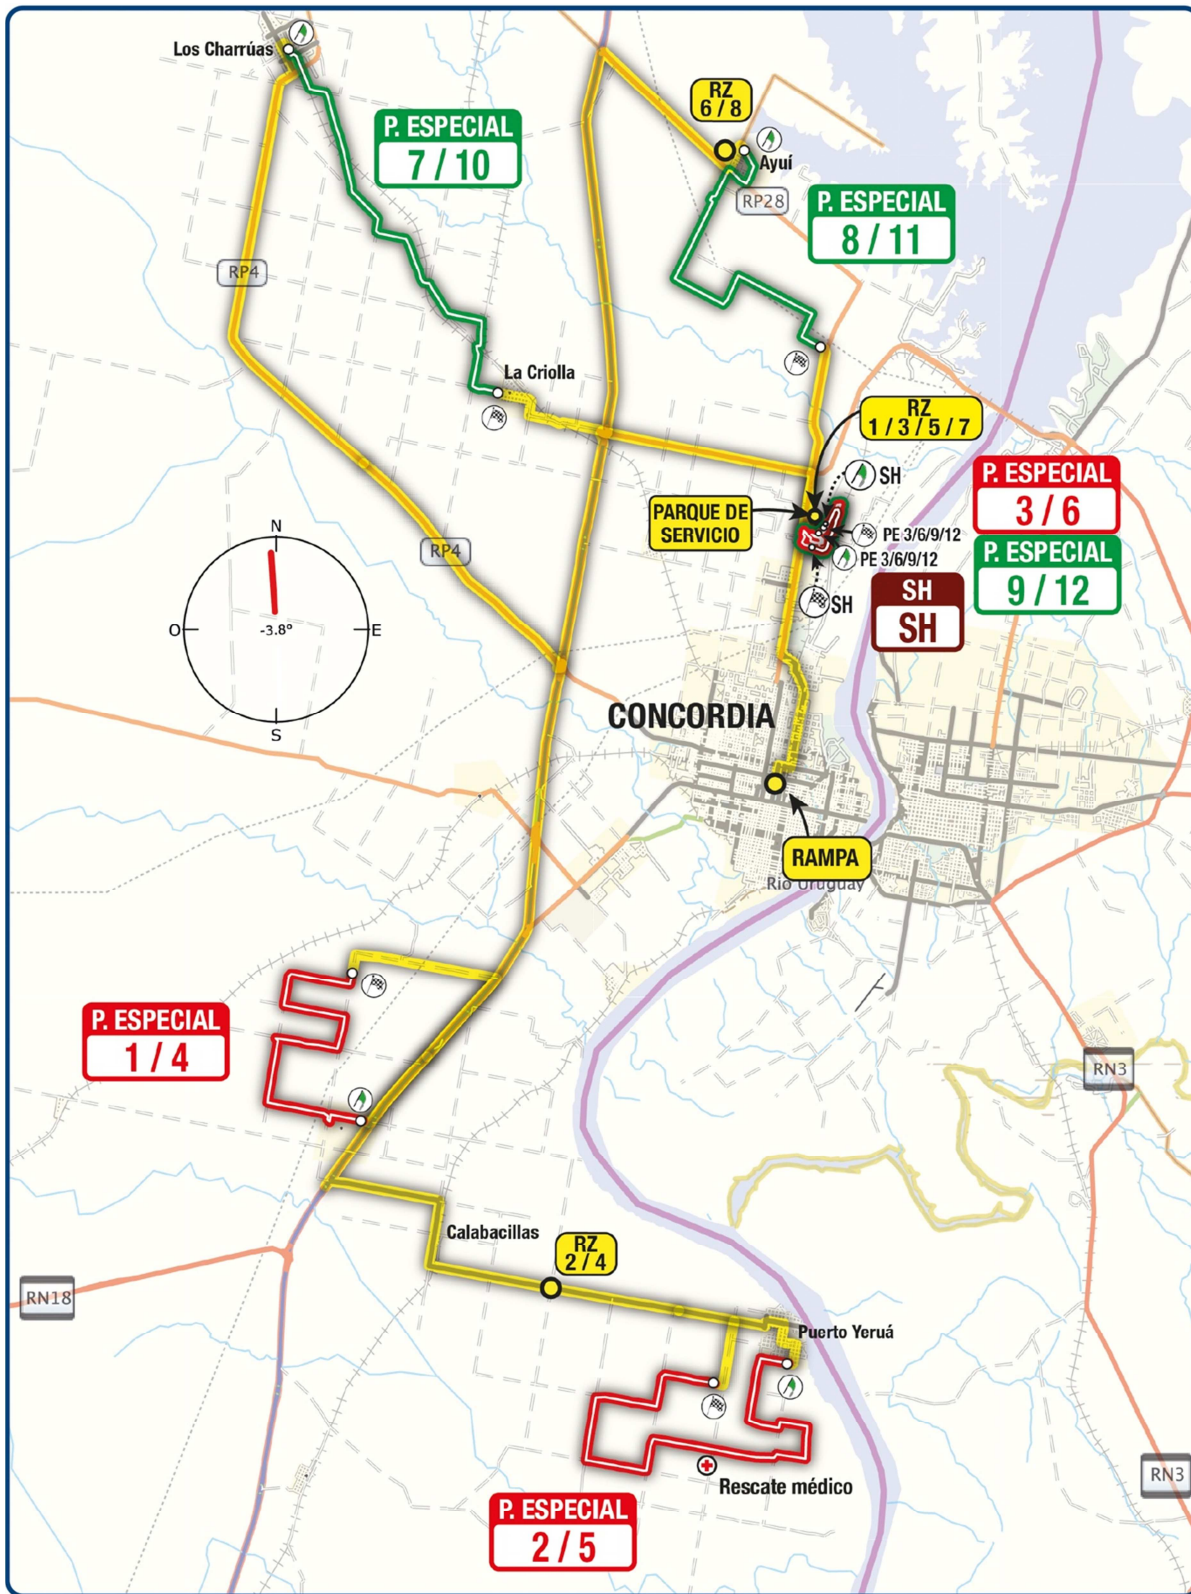 Los Charrúas
RZ
6 / 8
P. ESPECIAL
7 / 10
Ayuí
RP28
P. ESPECIAL
8 / 11
RP4
La Criolla
RZ
1 / 3 / 5 / 7
SH
P. ESPECIAL
3 / 6
PARQUE DE
SERVICIO
PE 3/6/9/12
PE 3/6/9/12
P. ESPECIAL
9 / 12
SH
SH
SH
RP4
N
O
E
-3.8°
S
CONCORDIA
RAMPA
Río Uruguay
P. ESPECIAL
1 / 4
RN3
Calabacillas
RZ
2 / 4
RN18
Puerto Yeruá
RN3
Rescate médico
P. ESPECIAL
2 / 5